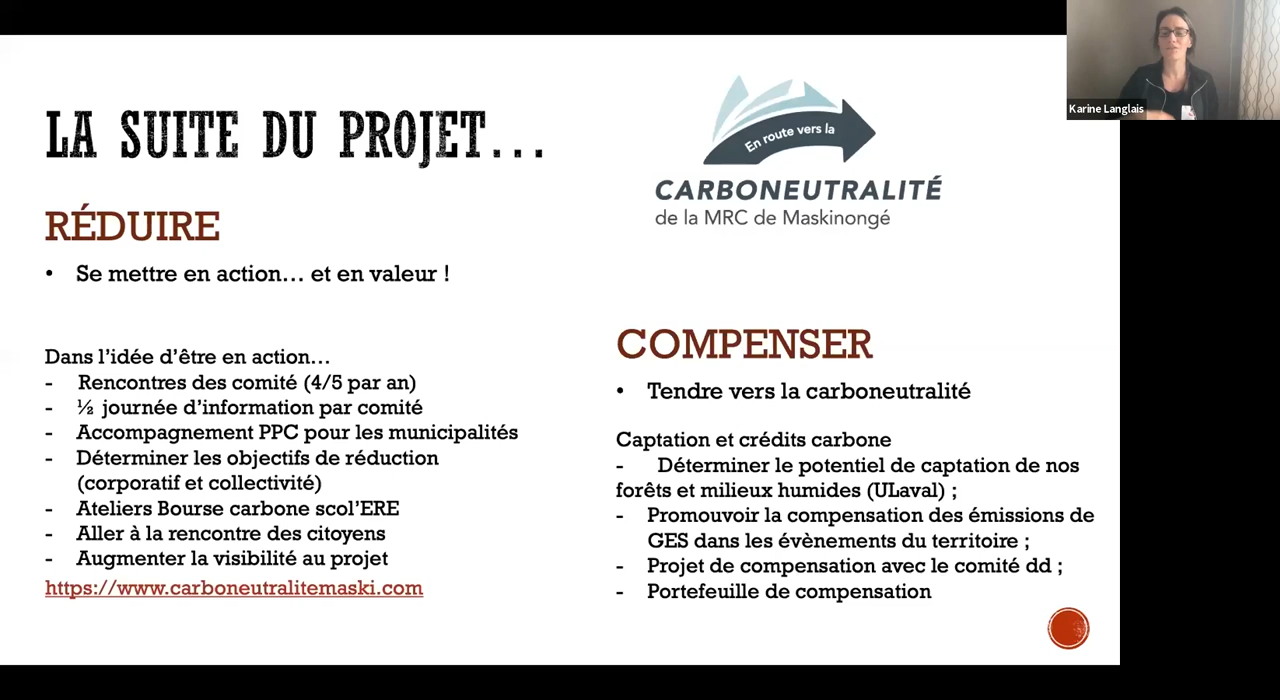 LA SUITE DU PROJET...
RÉDUIRE
• Se mettre en action... et en valeur !
Dans l'idée d'être en action...
- Rencontres des comité (4/5 par an)
- ½ journée d'information par comité
- Accompagnement PPC pour les municipalités
- Déterminer les objectifs de réduction
(corporatif et collectivité)
- Ateliers Bourse carbone scol'ERE
- Aller à la rencontre des citoyens
- Augmenter la visibilité au projet
https://www.carboneutralitemaski.com
En route vers la
CARBONEUTRALITÉ
de la MRC de Maskinongé
COMPENSER
• Tendre vers la carboneutralité
Captation et crédits carbone
- Déterminer le potentiel de captation de nos
forêts et milieux humides (ULaval) ;
- Promouvoir la compensation des émissions de
GES dans les évènements du territoire ;
- Projet de compensation avec le comité dd ;
- Portefeuille de compensation
Karine Langlais